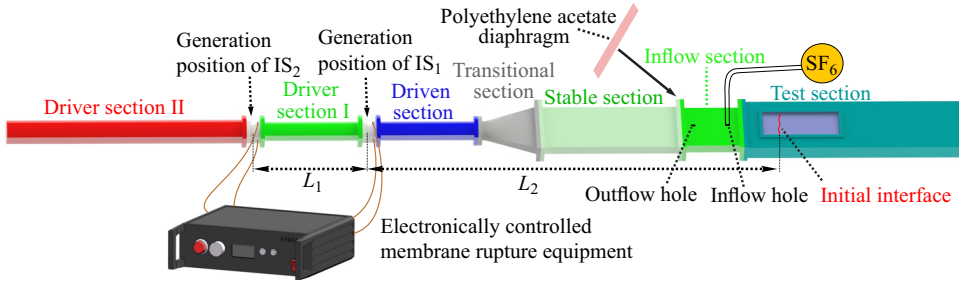 Polyethylene acetate
diaphragm
Generation
position of IS2
Generation
position of IS1
Transitional
section
Inflow section
SF6
Driver section II
Driver
section I
Driven
section
Stable section
Test section
L1
L2
Outflow hole
Inflow hole
Initial interface
Electronically controlled
membrane rupture equipment